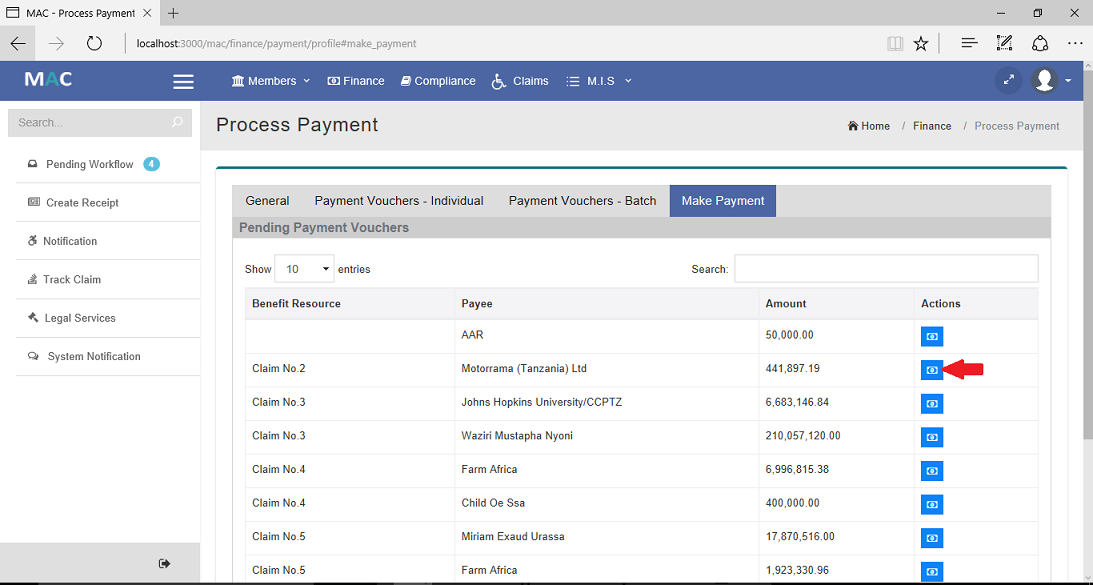 MAC - Process Payment
localhost:3000/mac/finance/payment/profile#make_payment
MAC
Members
Finance
Compliance
Claims
M.I.S
Search...
Process Payment
Home / Finance / Process Payment
Pending Workflow 4
Create Receipt
Notification
Track Claim
Legal Services
System Notification
General
Payment Vouchers - Individual
Payment Vouchers - Batch
Make Payment
Pending Payment Vouchers
Show 10 entries
Search:
Benefit Resource Payee Amount Actions
AAR 50,000.00
Claim No.2 Motorrama (Tanzania) Ltd 441,897.19
Claim No.3 Johns Hopkins University/CCPTZ 6,683,146.84
Claim No.3 Waziri Mustapha Nyoni 210,057,120.00
Claim No.4 Farm Africa 6,996,815.38
Claim No.4 Child Oe Ssa 400,000.00
Claim No.5 Miriam Exaud Urassa 17,870,516.00
Claim No.5 Farm Africa 1,923,330.96